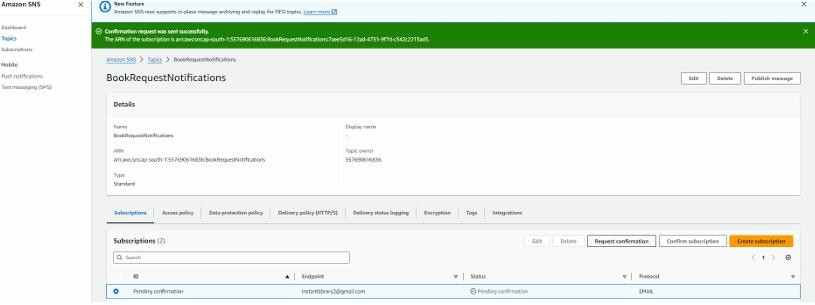 Amazon SNS
New Feature
Amazon SNS now supports in-place message archiving and replay for FIFO topics. Learn more
Confirmation request was sent successfully.
The ARN of the subscription is arn:aws:sns:ap-south-1:557690616836:BookRequestNotifications:7aee5d16-12ad-4731-9f7d-c542c2213ad5.
Dashboard
Topics
Subscriptions
Mobile
Push notifications
Text messaging (SMS)
Amazon SNS > Topics > BookRequestNotifications
BookRequestNotifications
Edit Delete Publish message
Details
Name
BookRequestNotifications
Display name
-
ARN
arn:aws:sns:ap-south-1:557690616836:BookRequestNotifications
Topic owner
557690616836
Type
Standard
Subscriptions Access policy Data protection policy Delivery policy (HTTP/S) Delivery status logging Encryption Tags Integrations
Subscriptions (2)
Edit Delete Request confirmation Confirm subscription Create subscription
Search
< 1 >
ID Endpoint Status Protocol
Pending confirmation instantlibrary2@gmail.com Pending confirmation EMAIL